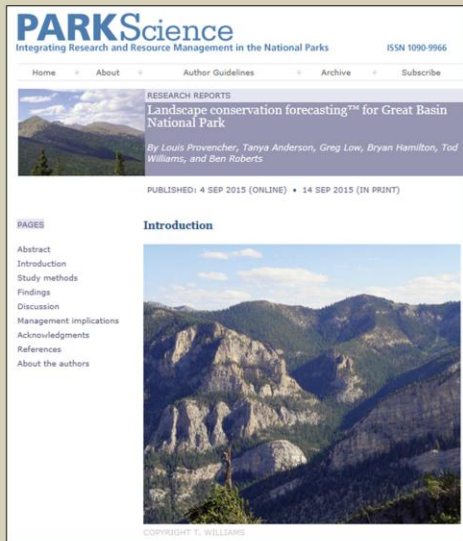 PARKScience
Integrating Research and Resource Management in the National Parks
ISSN 1090-9966
Home + About + Author Guidelines + Archive + Subscribe
RESEARCH REPORTS
Landscape conservation forecasting™ for Great Basin
National Park
By Louis Provencher, Tanya Anderson, Greg Low, Bryan Hamilton, Tod
Williams, and Ben Roberts
PUBLISHED: 4 SEP 2015 (ONLINE) • 14 SEP 2015 (IN PRINT)
PAGES
Abstract
Introduction
Study methods
Findings
Discussion
Management implications
Acknowledgments
References
About the authors
Introduction
COPYRIGHT T. WILLIAMS